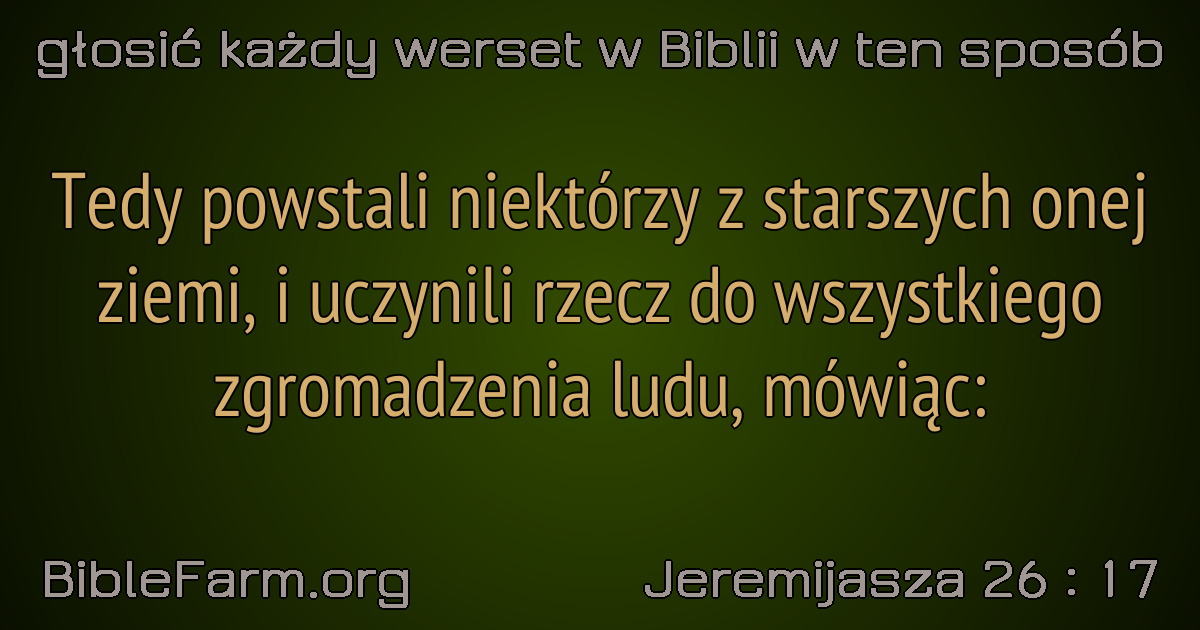 głosić każdy werset w Biblii w ten sposób
Tedy powstali niektórzy z starszych onej
ziemi, i uczynili rzecz do wszystkiego
zgromadzenia ludu, mówiąc:
BibleFarm.org
Jeremijasza 26 : 17